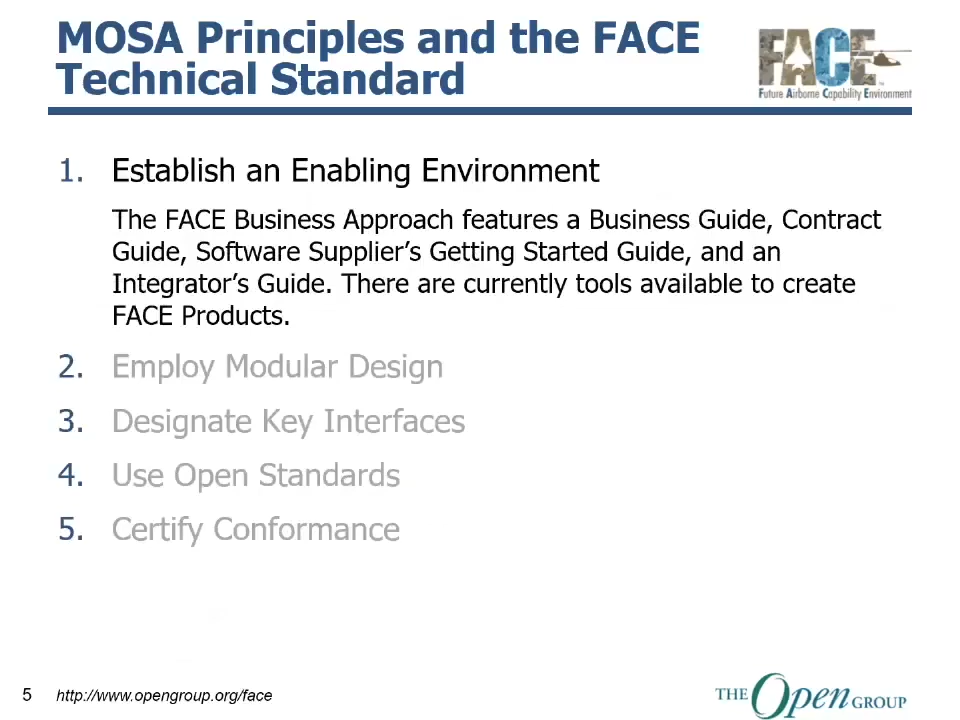 MOSA Principles and the FACE
Technical Standard
FACE
Future Airborne Capability Environment
1. Establish an Enabling Environment
The FACE Business Approach features a Business Guide, Contract
Guide, Software Supplier’s Getting Started Guide, and an
Integrator’s Guide. There are currently tools available to create
FACE Products.
2. Employ Modular Design
3. Designate Key Interfaces
4. Use Open Standards
5. Certify Conformance
5 http://www.opengroup.org/face
THE Open GROUP